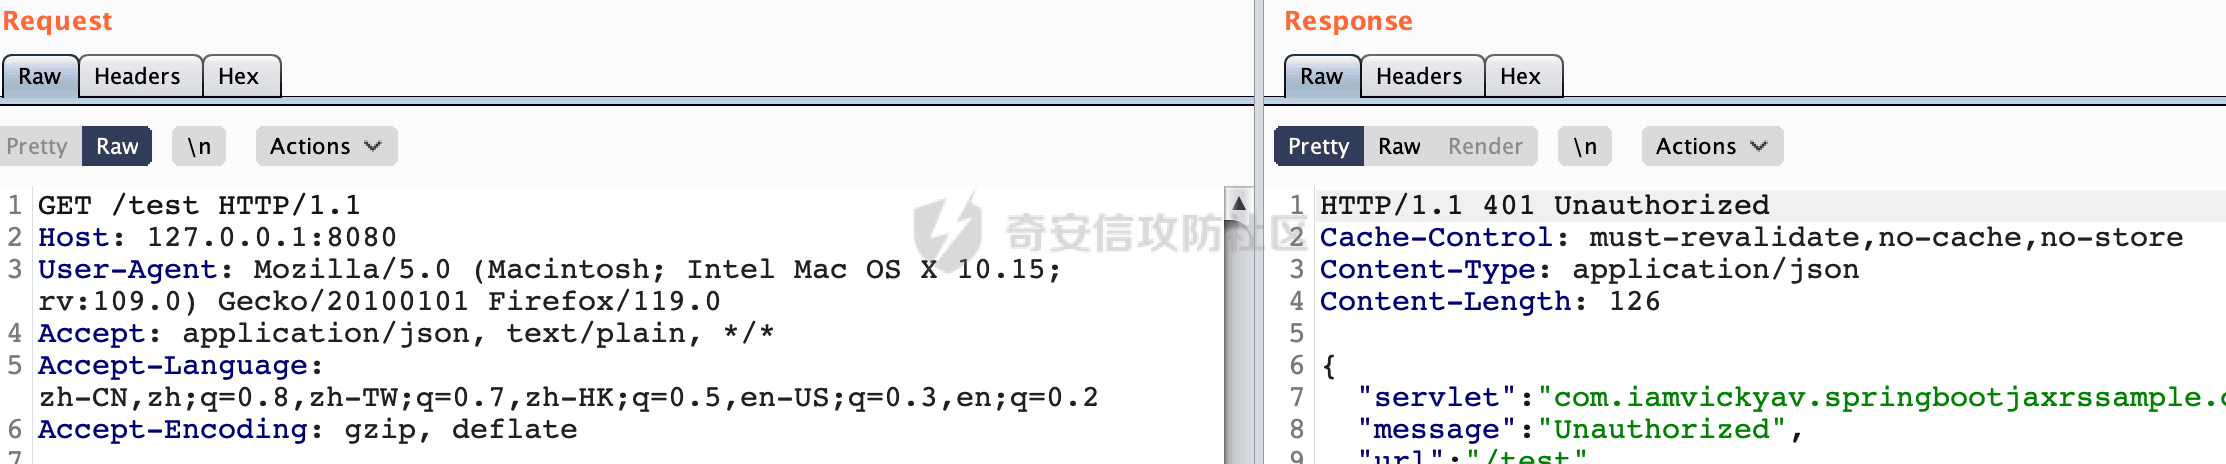 Request
Raw Headers Hex
Pretty Raw \n Actions
1 GET /test HTTP/1.1
2 Host: 127.0.0.1:8080
3 User-Agent: Mozilla/5.0 (Macintosh; Intel Mac OS X 10.15;
rv:109.0) Gecko/20100101 Firefox/119.0
4 Accept: application/json, text/plain, */*
5 Accept-Language:
zh-CN,zh;q=0.8,zh-TW;q=0.7,zh-HK;q=0.5,en-US;q=0.3,en;q=0.2
6 Accept-Encoding: gzip, deflate
7
Response
Raw Headers Hex
Pretty Raw Render \n Actions
1 HTTP/1.1 401 Unauthorized
2 Cache-Control: must-revalidate,no-cache,no-store
3 Content-Type: application/json
4 Content-Length: 126
5
6 {
7 "servlet":"com.iamvickyav.springbootjaxrssample.
8 "message":"Unauthorized",
9 "url":"/test"
奇安信攻防社区